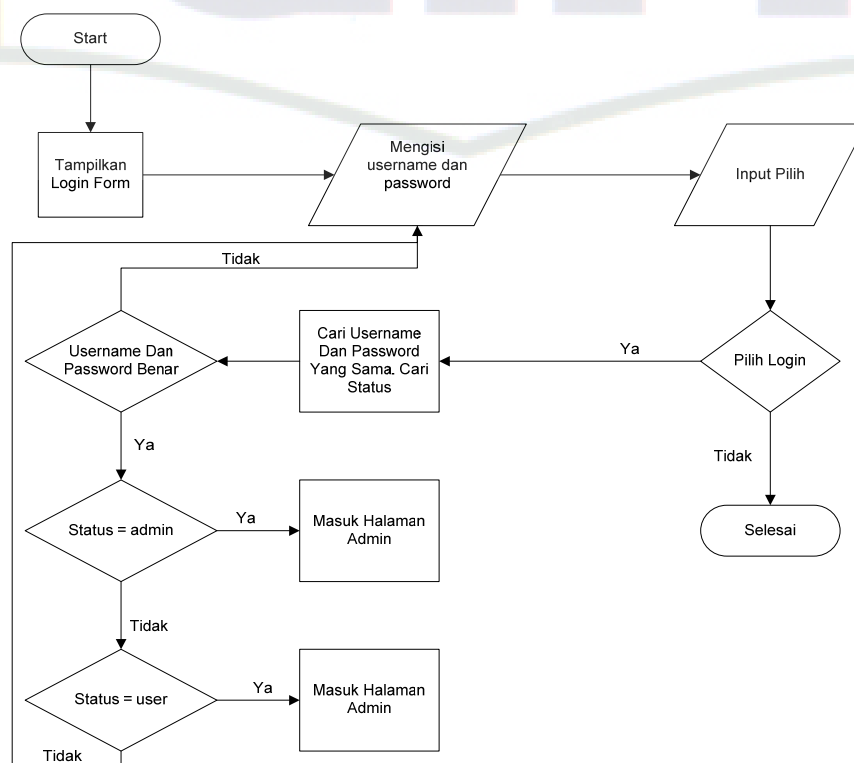 Start
Tampilkan
Login Form
Mengisi
username dan
password
Input Pilih
Tidak
Username Dan
Password Benar
Cari Username
Dan Password
Yang Sama. Cari
Status
Ya
Pilih Login
Ya
Tidak
Status = admin
Ya
Masuk Halaman
Admin
Selesai
Tidak
Status = user
Ya
Masuk Halaman
Admin
Tidak